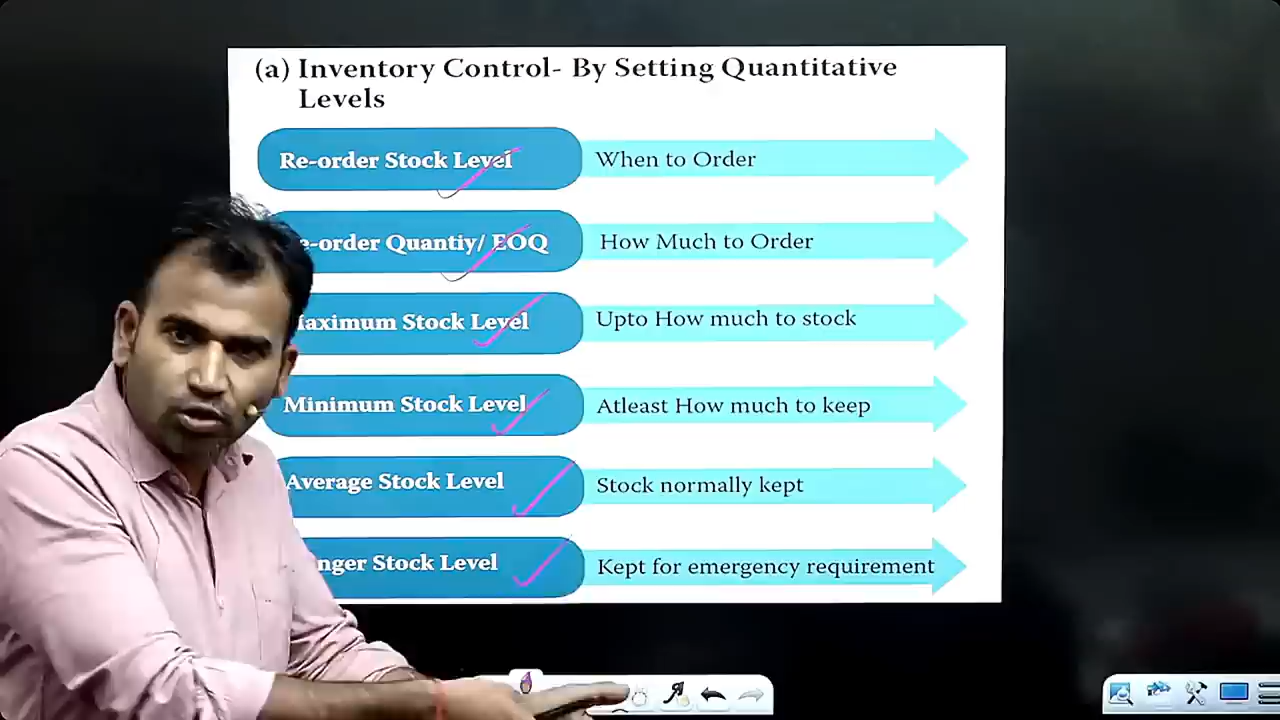 (a) Inventory Control- By Setting Quantitative
Levels
Re-order Stock Level
When to Order
e-order Quantiy/ EOQ
How Much to Order
aximum Stock Level
Upto How much to stock
Minimum Stock Level
Atleast How much to keep
Average Stock Level
Stock normally kept
nger Stock Level
Kept for emergency requirement